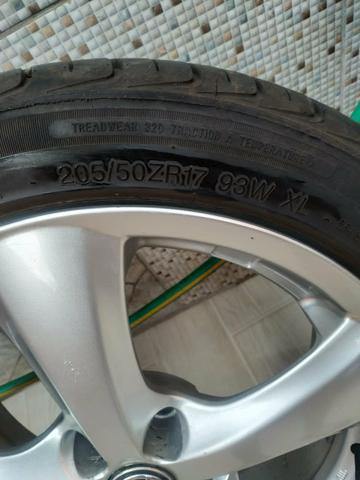 TREADWEAR 320 TRACTION A TEMPERATURE A
205/50ZR17 93W XL